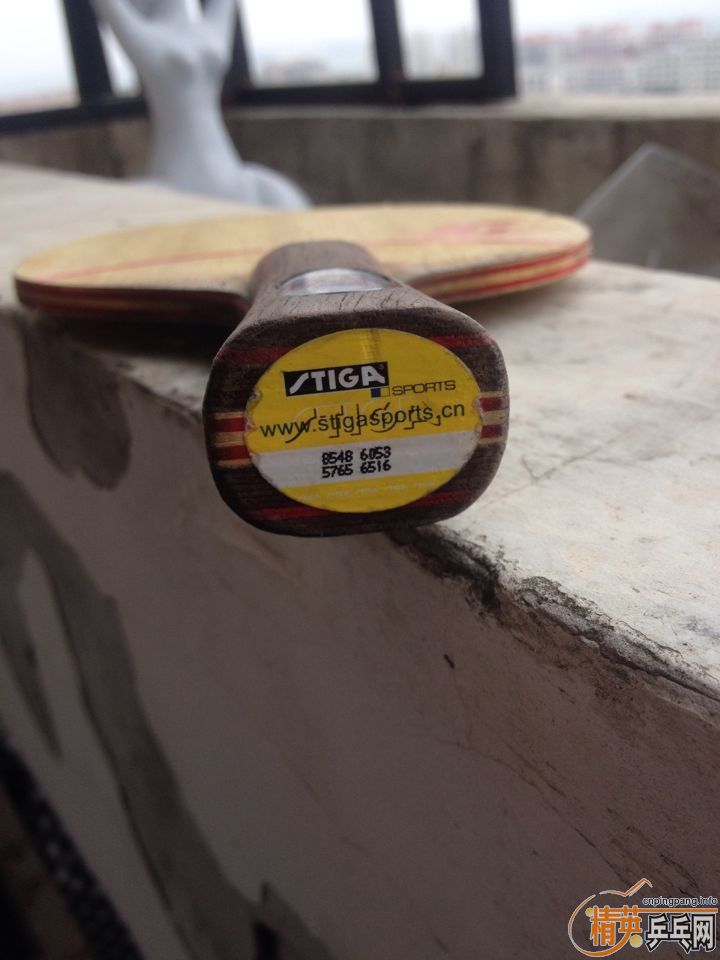 STIGA
SPORTS
www.stigasports.cn
8548 6053
5765 6516
cnpingpang.info
精英乒乓网